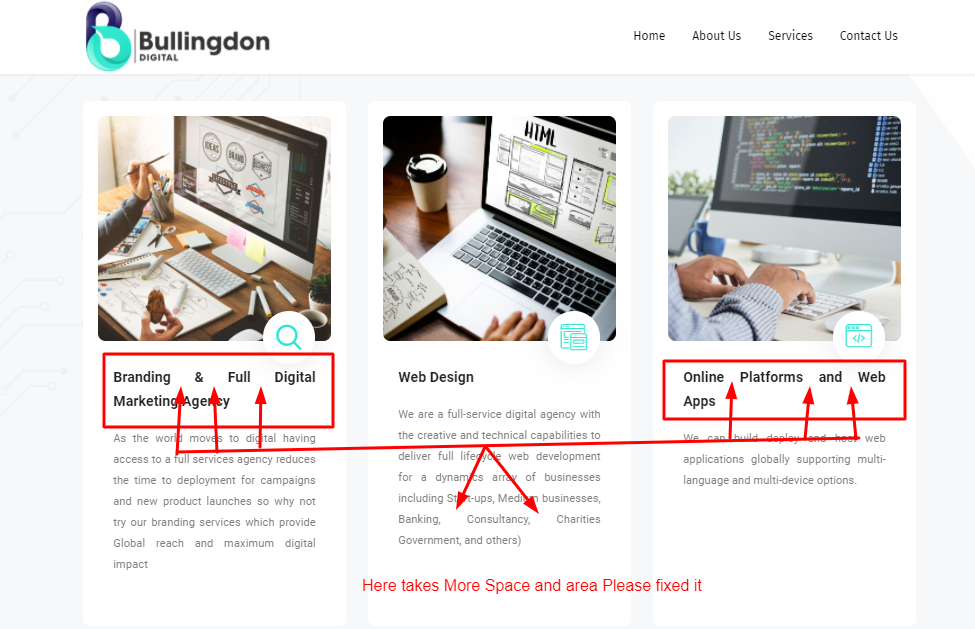 Bullingdon
DIGITAL
Home About Us Services Contact Us
IDEAS BRAND
HTML
Branding & Full Digital
Marketing Agency
As the world moves to digital having
access to a full services agency reduces
the time to deployment for campaigns
and new product launches so why not
try our branding services which provide
Global reach and maximum digital
impact
Web Design
We are a full-service digital agency with
the creative and technical capabilities to
deliver full lifecycle web development
for a dynamics array of businesses
including Start-ups, Medium businesses,
Banking, Consultancy, Charities
Government, and others)
Online Platforms and Web
Apps
We can build deploy and host web
applications globally supporting multi-
language and multi-device options.
Here takes More Space and area Please fixed it